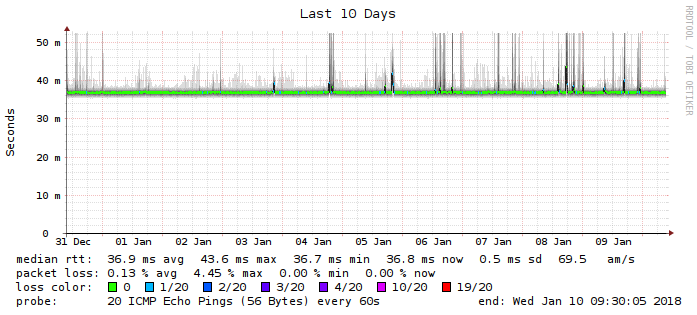 Last 10 Days
RRDTOOL / TOBI OETIKER
Seconds
50 m
40 m
30 m
20 m
10 m
0
31 Dec 01 Jan 02 Jan 03 Jan 04 Jan 05 Jan 06 Jan 07 Jan 08 Jan 09 Jan
median rtt: 36.9 ms avg 43.6 ms max 36.7 ms min 36.8 ms now 0.5 ms sd 69.5 am/s
packet loss: 0.13 % avg 4.45 % max 0.00 % min 0.00 % now
loss color: 0 1/20 2/20 3/20 4/20 10/20 19/20
probe: 20 ICMP Echo Pings (56 Bytes) every 60s end: Wed Jan 10 09:30:05 2018